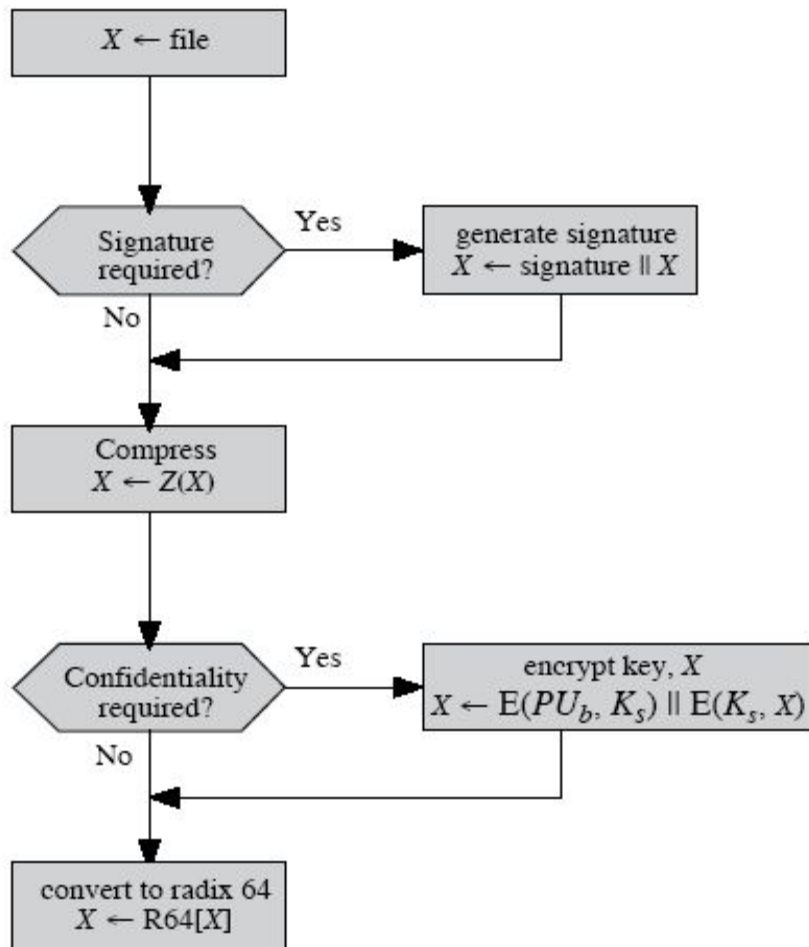 X ← file
Signature
required?
Yes
generate signature
X ← signature || X
No
Compress
X ← Z(X)
Confidentiality
required?
Yes
encrypt key, X
X ← E(PU_b, K_s) || E(K_s, X)
No
convert to radix 64
X ← R64[X]